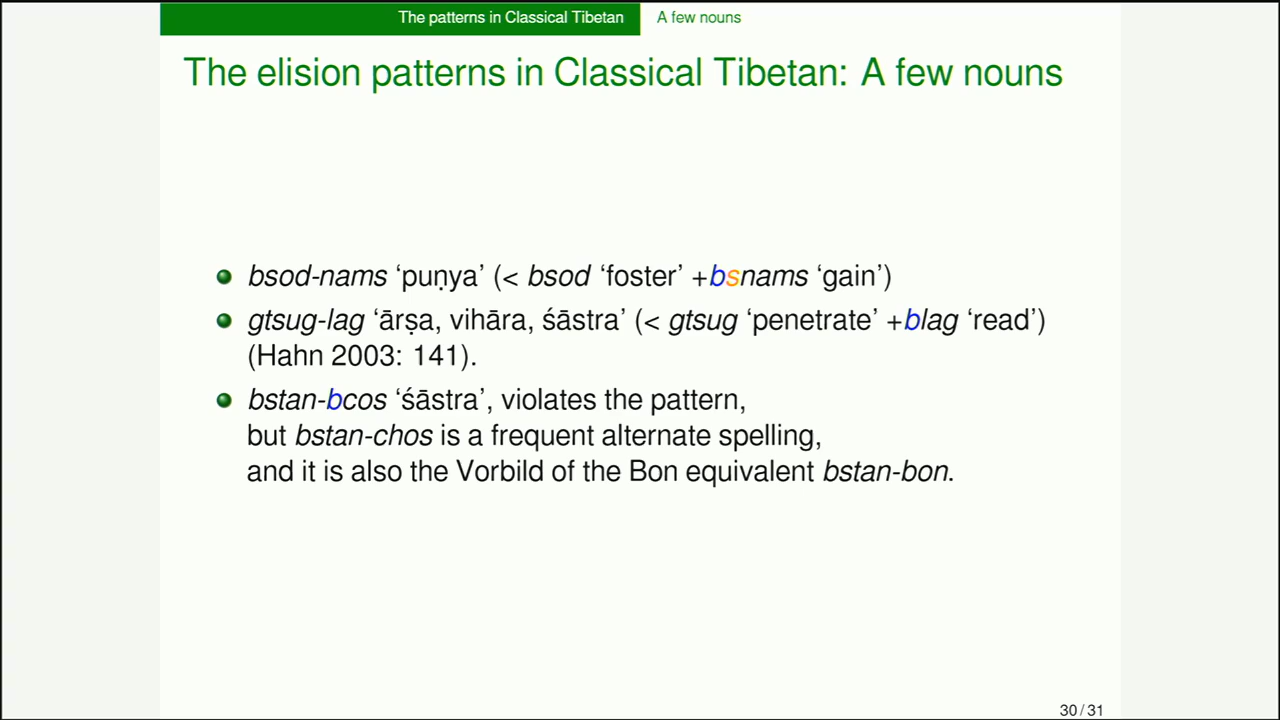 The patterns in Classical Tibetan A few nouns
The elision patterns in Classical Tibetan: A few nouns
bsod-nams ‘puṇya’ (< bsod ‘foster’ +bsnams ‘gain’)
gtsug-lag ‘ārṣa, vihāra, śāstra’ (< gtsug ‘penetrate’ +blag ‘read’)
(Hahn 2003: 141).
bstan-bcos ‘śāstra’, violates the pattern,
but bstan-chos is a frequent alternate spelling,
and it is also the Vorbild of the Bon equivalent bstan-bon.
30 / 31